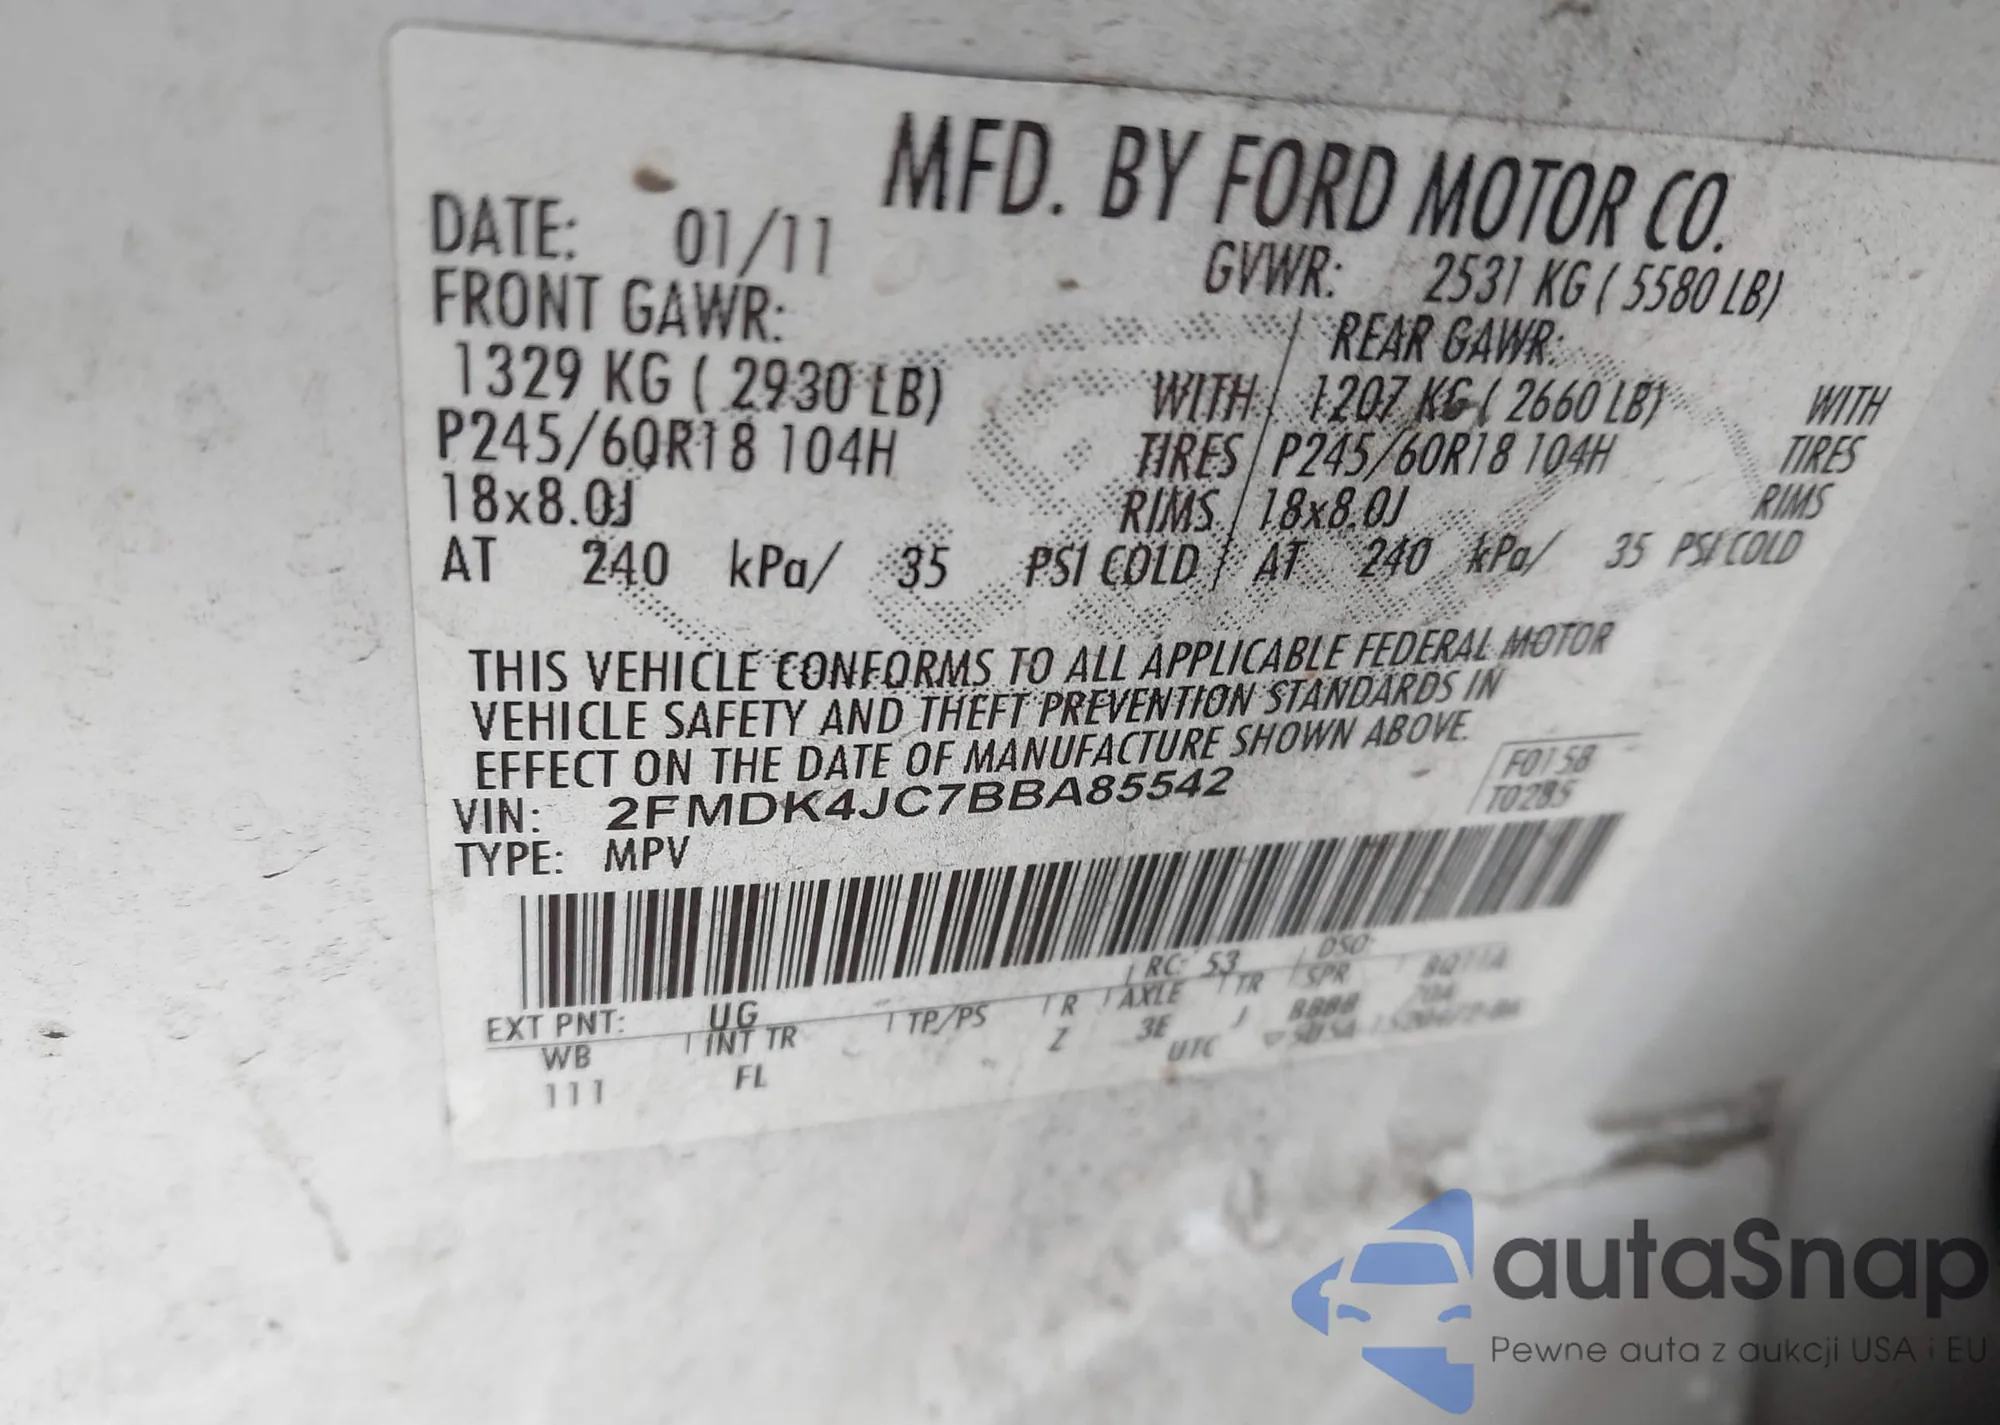 MFD. BY FORD MOTOR CO.
DATE: 01/11 GVWR: 2531 KG ( 5580 LB)
FRONT GAWR: REAR GAWR:
1329 KG ( 2930 LB) WITH 1207 KG ( 2660 LB) WITH
P245/60R18 104H TIRES P245/60R18 104H TIRES
18x8.0J RIMS 18x8.0J RIMS
AT 240 kPa/ 35 PSI COLD AT 240 kPa/ 35 PSI COLD
THIS VEHICLE CONFORMS TO ALL APPLICABLE FEDERAL MOTOR
VEHICLE SAFETY AND THEFT PREVENTION STANDARDS IN
EFFECT ON THE DATE OF MANUFACTURE SHOWN ABOVE.
VIN: 2FMDK4JC7BBA85542
F0158
T0285
TYPE: MPV
EXT PNT: UG RC: 53 DSO:
WB INT TR TP/PS R AXLE TR SPR
111 FL Z 3E J BBBB
UTC
autaSnap
Pewne auta z aukcji USA i EU